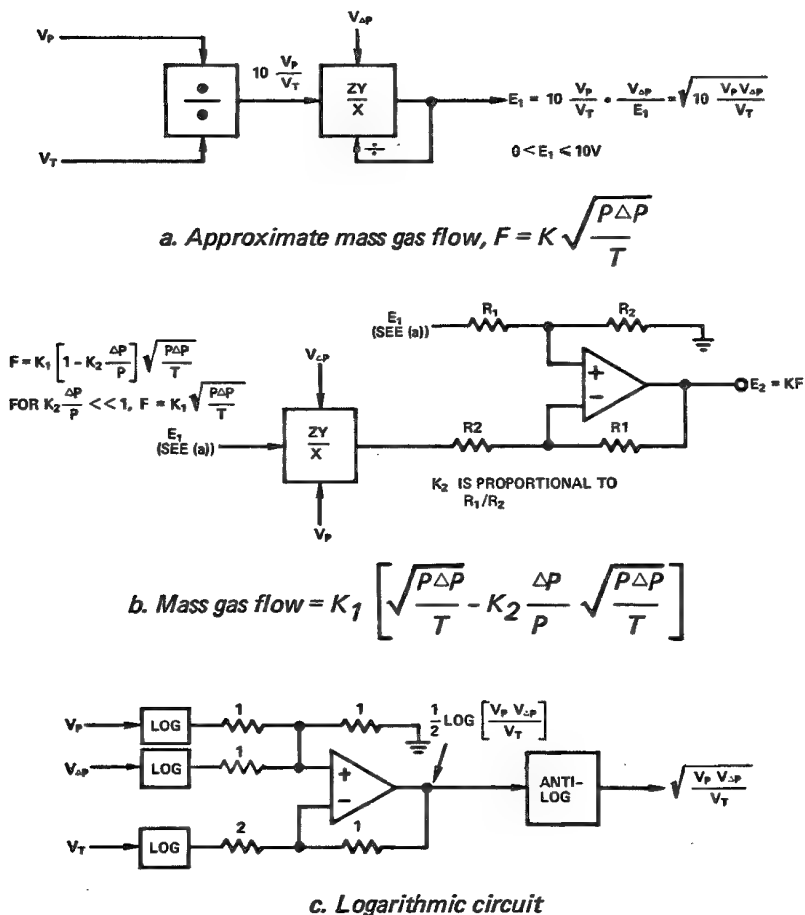 V_ΔP
V_P
10 V_P/V_T
÷
ZY/X
E₁ = 10 V_P/V_T • V_ΔP/E₁ = √(10 V_P V_ΔP/V_T)
÷
V_T
0 < E₁ ≤ 10V
a. Approximate mass gas flow, F = K √(PΔP/T)
E₁
(SEE (a))
R₁
R₂
F = K₁ [1 - K₂ ΔP/P] √(PΔP/T)
FOR K₂ ΔP/P << 1, F = K₁ √(PΔP/T)
V_ΔP
+
−
E₂ = KF
E₁
(SEE (a))
ZY/X
R2
R1
K₂ IS PROPORTIONAL TO
R₁/R₂
V_P
b. Mass gas flow = K₁ [√(PΔP/T) - K₂ ΔP/P √(PΔP/T)]
V_P
LOG
1
1
1/2 LOG [V_P V_ΔP/V_T]
V_ΔP
LOG
1
+
−
ANTI-
LOG
√(V_P V_ΔP/V_T)
V_T
LOG
2
1
c. Logarithmic circuit